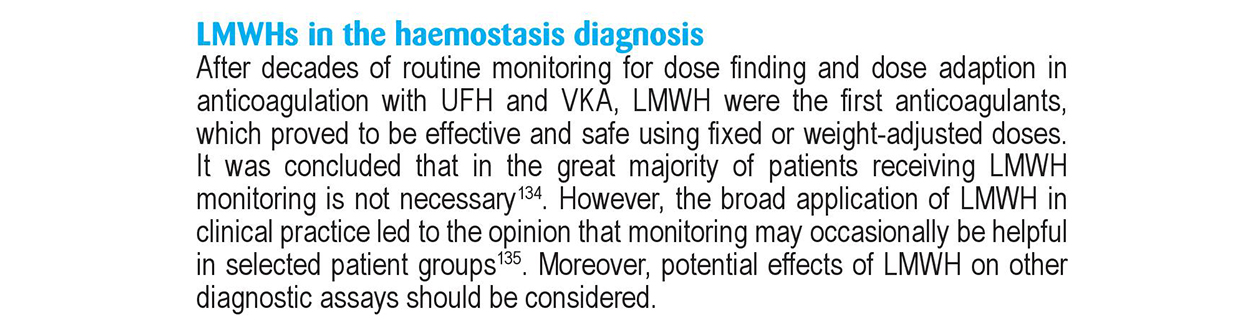 LMWHs in the haemostasis diagnosis
After decades of routine monitoring for dose finding and dose adaption in
anticoagulation with UFH and VKA, LMWH were the first anticoagulants,
which proved to be effective and safe using fixed or weight-adjusted doses.
It was concluded that in the great majority of patients receiving LMWH
monitoring is not necessary134. However, the broad application of LMWH in
clinical practice led to the opinion that monitoring may occasionally be helpful
in selected patient groups135. Moreover, potential effects of LMWH on other
diagnostic assays should be considered.